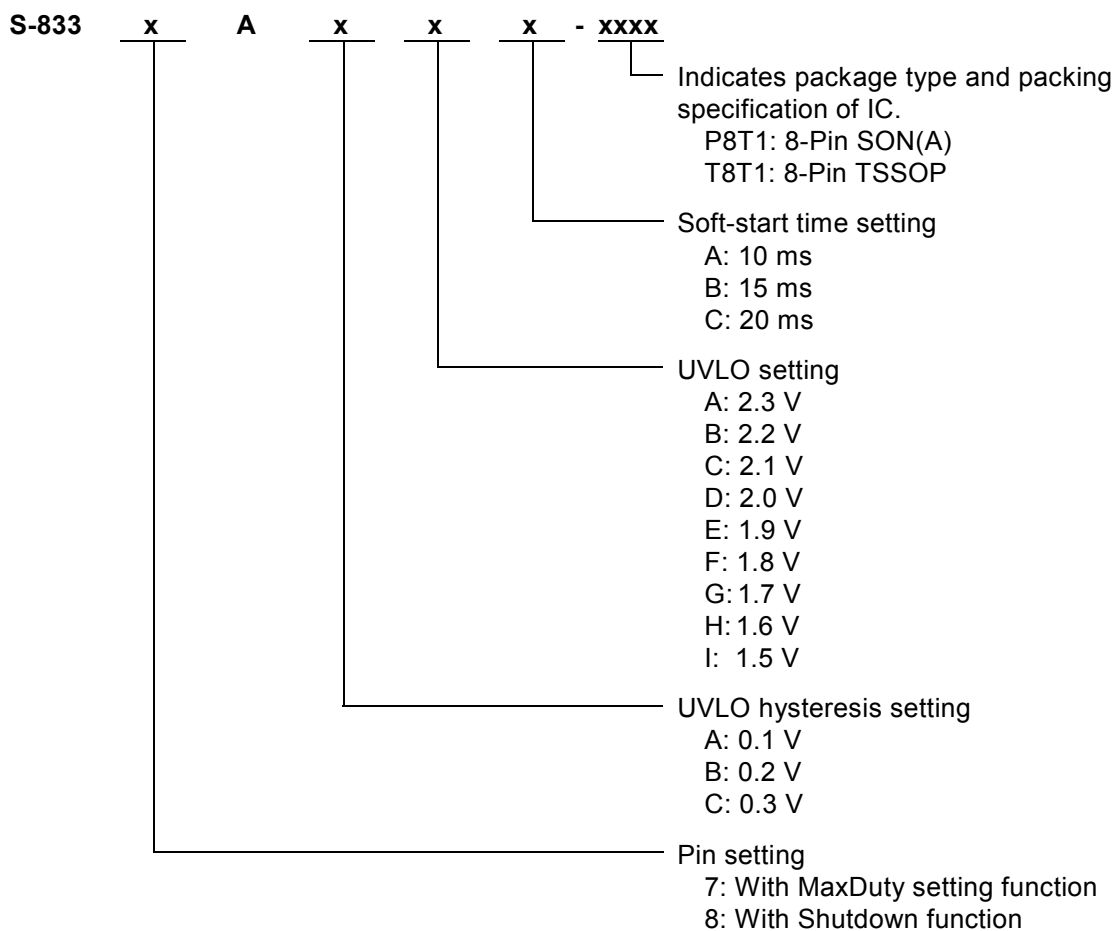 S-833 x A x x x - xxxx
Indicates package type and packing
specification of IC.
P8T1: 8-Pin SON(A)
T8T1: 8-Pin TSSOP
Soft-start time setting
A: 10 ms
B: 15 ms
C: 20 ms
UVLO setting
A: 2.3 V
B: 2.2 V
C: 2.1 V
D: 2.0 V
E: 1.9 V
F: 1.8 V
G: 1.7 V
H: 1.6 V
I: 1.5 V
UVLO hysteresis setting
A: 0.1 V
B: 0.2 V
C: 0.3 V
Pin setting
7: With MaxDuty setting function
8: With Shutdown function